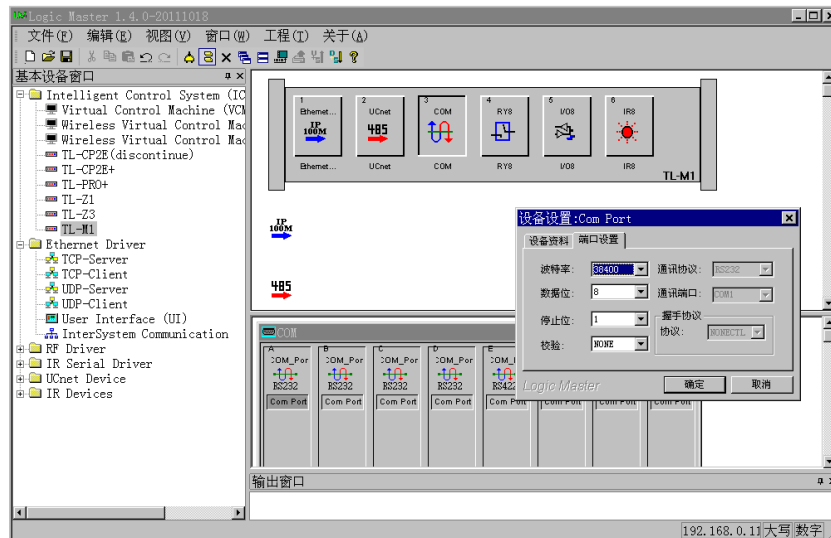 Logic Master 1.4.0-20111018
文件(F) 编辑(E) 视图(V) 窗口(W) 工程(T) 关于(A)
基本设备窗口
Intelligent Control System (IC
Virtual Control Machine (VCM
Wireless Virtual Control Mac
Wireless Virtual Control Mac
TL-CP2E(discontinue)
TL-CP2E+
TL-PRO+
TL-Z1
TL-Z3
TL-M1
Ethernet Driver
TCP-Server
TCP-Client
UDP-Server
UDP-Client
User Interface (UI)
InterSystem Communication
RF Driver
IR Serial Driver
UCnet Device
IR Devices
1 2 3 4 5 6
Ethernet... UCnet COM RY8 I/O8 IR8
IP 100M 485
Ethernet... UCnet COM RY8 I/O8 IR8
TL-M1
IP
100M
485
设备设置:Com Port
设备资料 端口设置
波特率: 38400 通讯协议: RS232
数据位: 8 通讯端口: COM1
停止位: 1 握手协议
协议: NONECTL
校验: NONE
Logic Master 确定 取消
COM
A B C D E
COM_Por COM_Por COM_Por COM_Por
RS232 RS232 RS232 RS232 RS422
Com Port Com Port Com Port Com Port Com Port Com Port Com Port Com Port
输出窗口
192.168.0.11 大写 数字